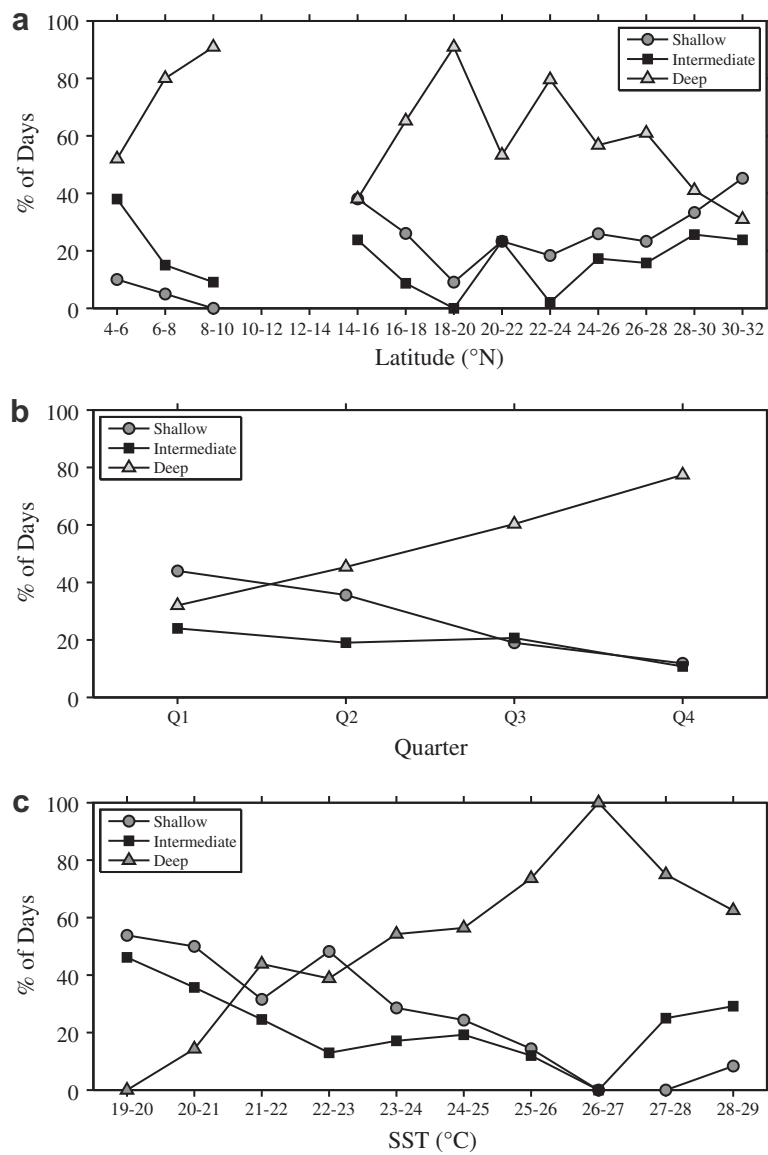 a
100
80
60
40
20
0
% of Days
Shallow
Intermediate
Deep
4-6 6-8 8-10 10-12 12-14 14-16 16-18 18-20 20-22 22-24 24-26 26-28 28-30 30-32
Latitude (°N)
b
100
80
60
40
20
0
% of Days
Shallow
Intermediate
Deep
Q1 Q2 Q3 Q4
Quarter
c
100
80
60
40
20
0
% of Days
Shallow
Intermediate
Deep
19-20 20-21 21-22 22-23 23-24 24-25 25-26 26-27 27-28 28-29
SST (°C)